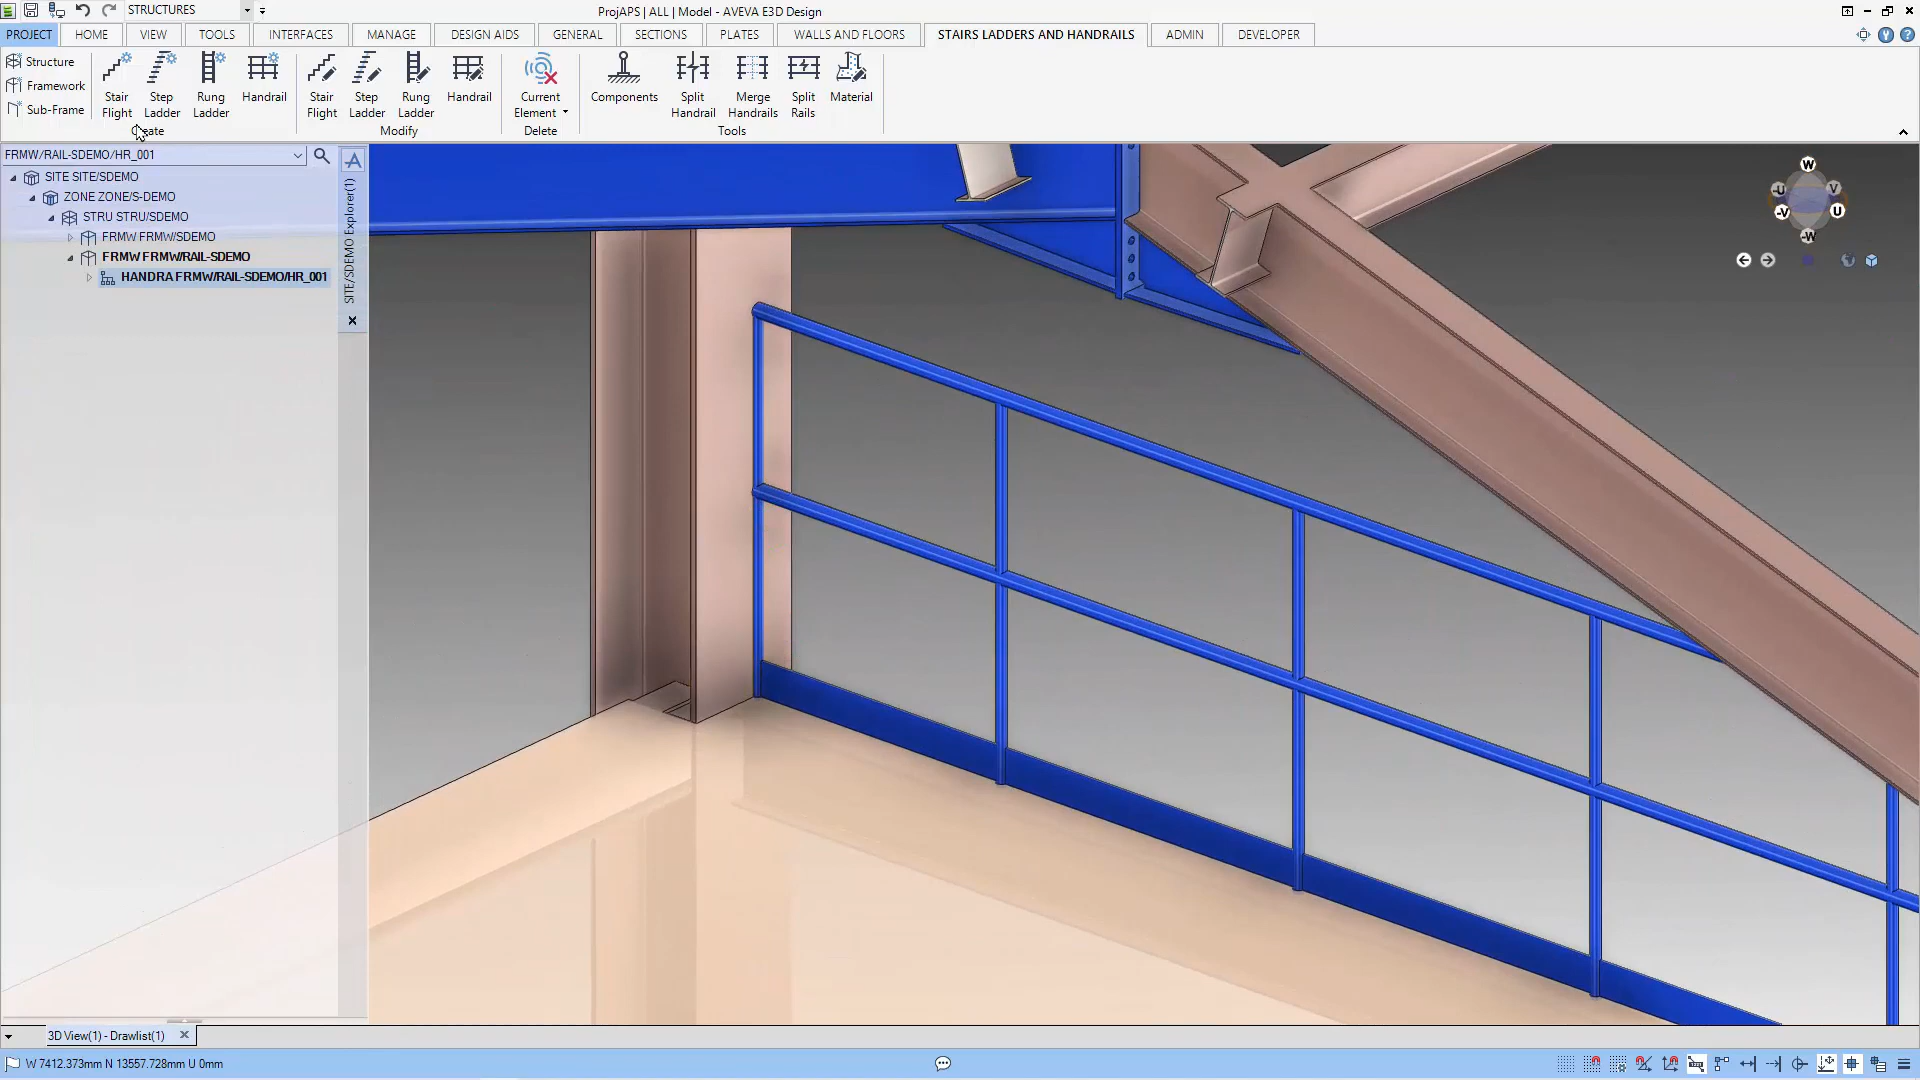 STRUCTURES
ProjAPS | ALL | Model - AVEVA E3D Design
PROJECT HOME VIEW TOOLS INTERFACES MANAGE DESIGN AIDS GENERAL SECTIONS PLATES WALLS AND FLOORS STAIRS LADDERS AND HANDRAILS ADMIN DEVELOPER
Structure
Framework
Sub-Frame
Stair Flight
Step Ladder
Rung Ladder
Handrail
Create
Stair Flight
Step Ladder
Rung Ladder
Handrail
Modify
Current Element
Delete
Components
Split Handrail
Merge Handrails
Split Rails
Material
Tools
FRMW/RAIL-SDEMO/HR_001
SITE SITE/SDEMO
ZONE ZONE/S-DEMO
STRU STRU/SDEMO
FRMW FRMW/SDEMO
FRMW FRMW/RAIL-SDEMO
HANDRA FRMW/RAIL-SDEMO/HR_001
SITE/SDEMO Explorer(1)
W
-U
V
-V
U
-W
3D View(1) - Drawlist(1)
W 7412.373mm N 13557.728mm U 0mm